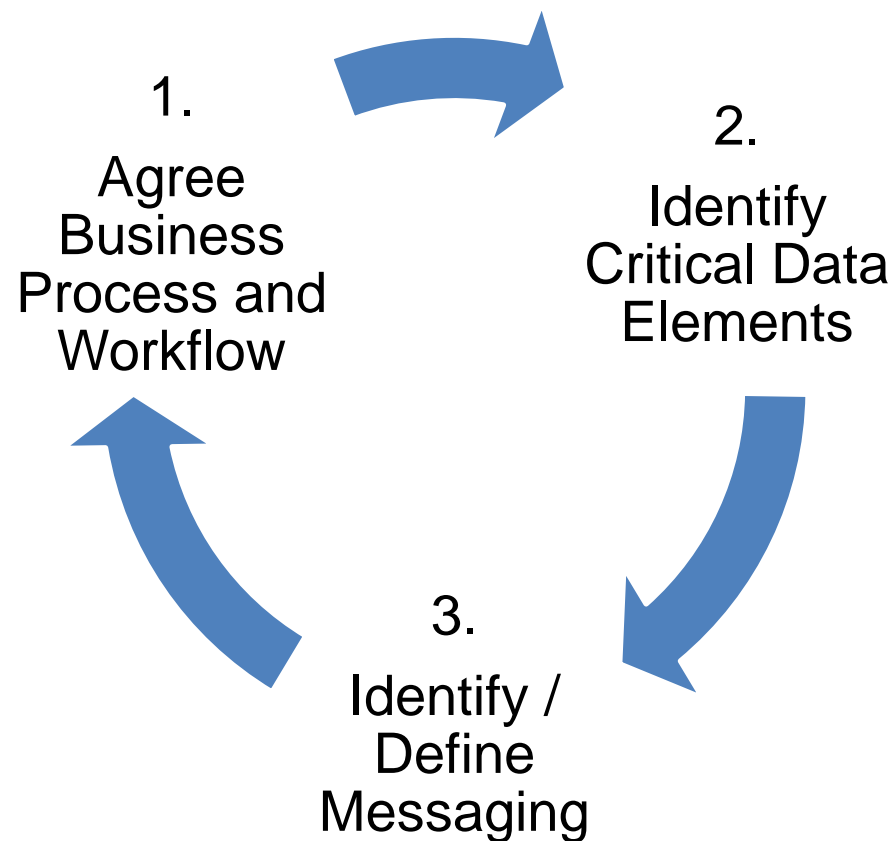 1.
Agree
Business
Process and
Workflow
2.
Identify
Critical Data
Elements
3.
Identify /
Define
Messaging